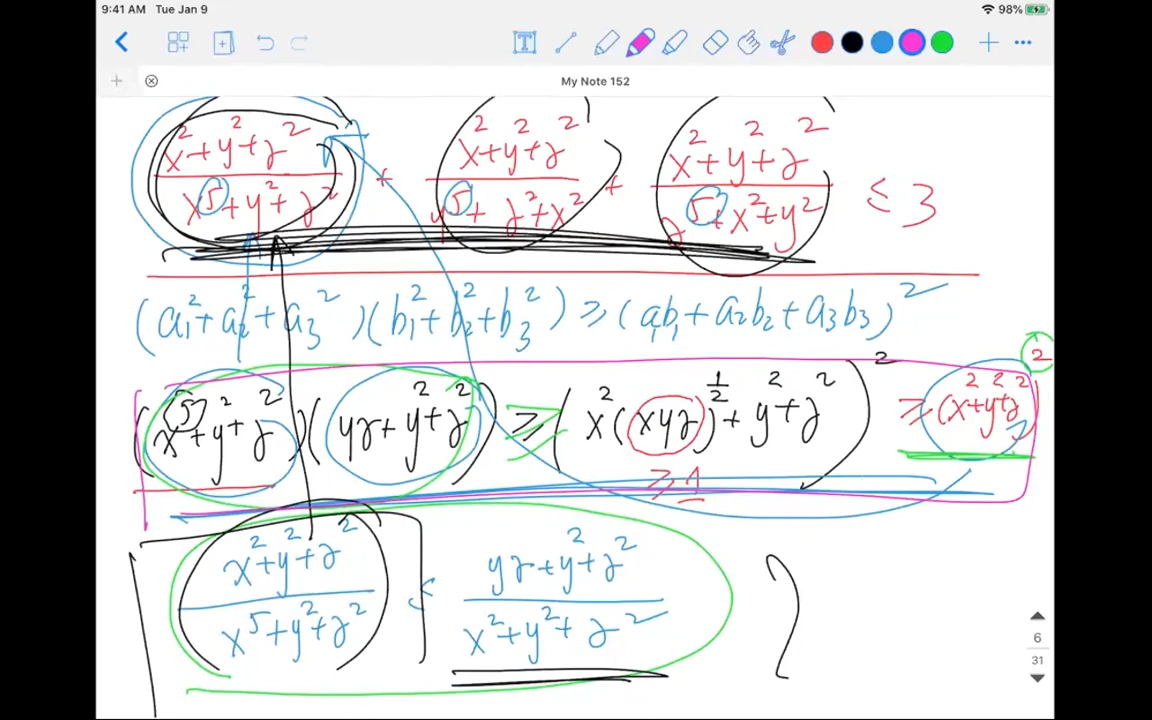 9:41 AM Tue Jan 9 98%
My Note 152
x²+y²+z² / x⁵+y²+z² + x²+y²+z² / y⁵+z²+x² + x²+y²+z² / z⁵+x²+y² ≤ 3
(a₁²+a₂²+a₃²)(b₁²+b₂²+b₃²) ≥ (a₁b₁+a₂b₂+a₃b₃)²
(x⁵+y²+z²)(yz+y²+z²) ≥ (x²(xyz)^½+y²+z²)² ≥ (x²+y²+z²)²
≥ 1
x²+y²+z² / x⁵+y²+z² ≤ yz+y²+z² / x²+y²+z²
6
31